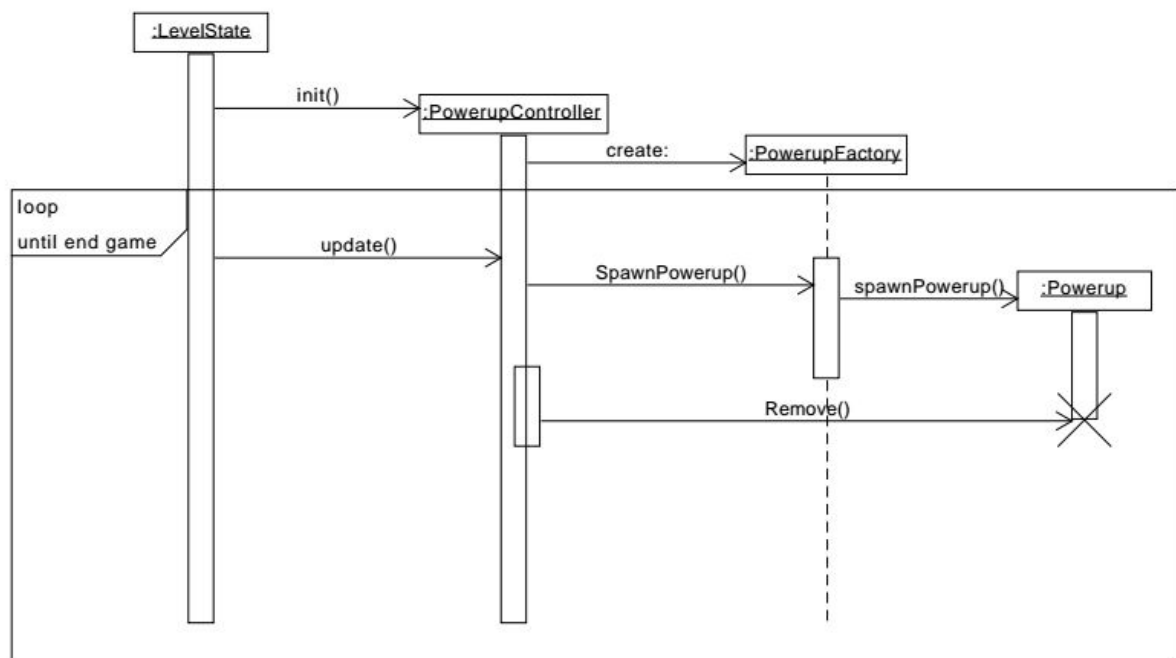 :LevelState
init()
:PowerupController
create:
:PowerupFactory
loop
until end game
update()
SpawnPowerup()
spawnPowerup()
:Powerup
Remove()